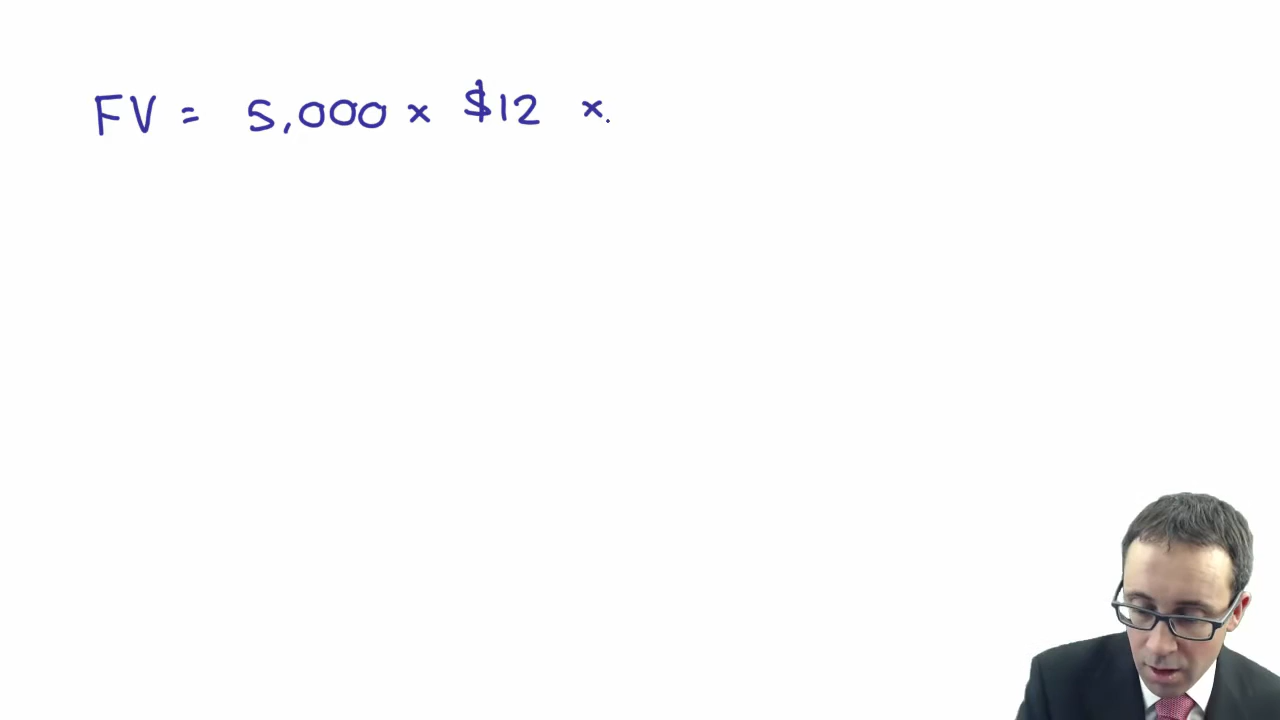 FV = 5,000 × $12 ×